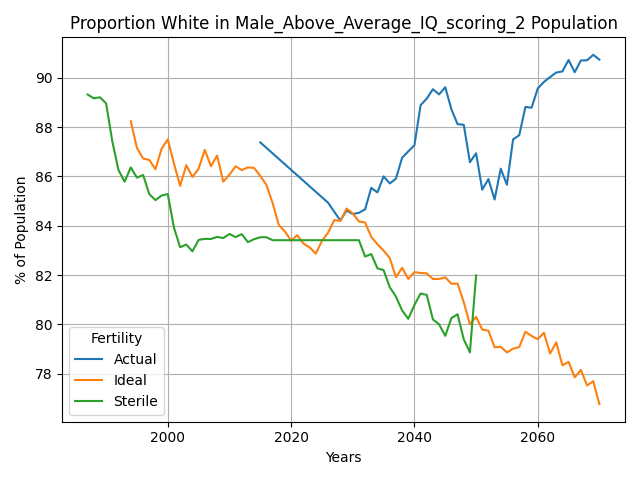 Proportion White in Male_Above_Average_IQ_scoring_2 Population
% of Population
90
88
86
84
82
80
78
Fertility
Actual
Ideal
Sterile
2000
2020
2040
2060
Years